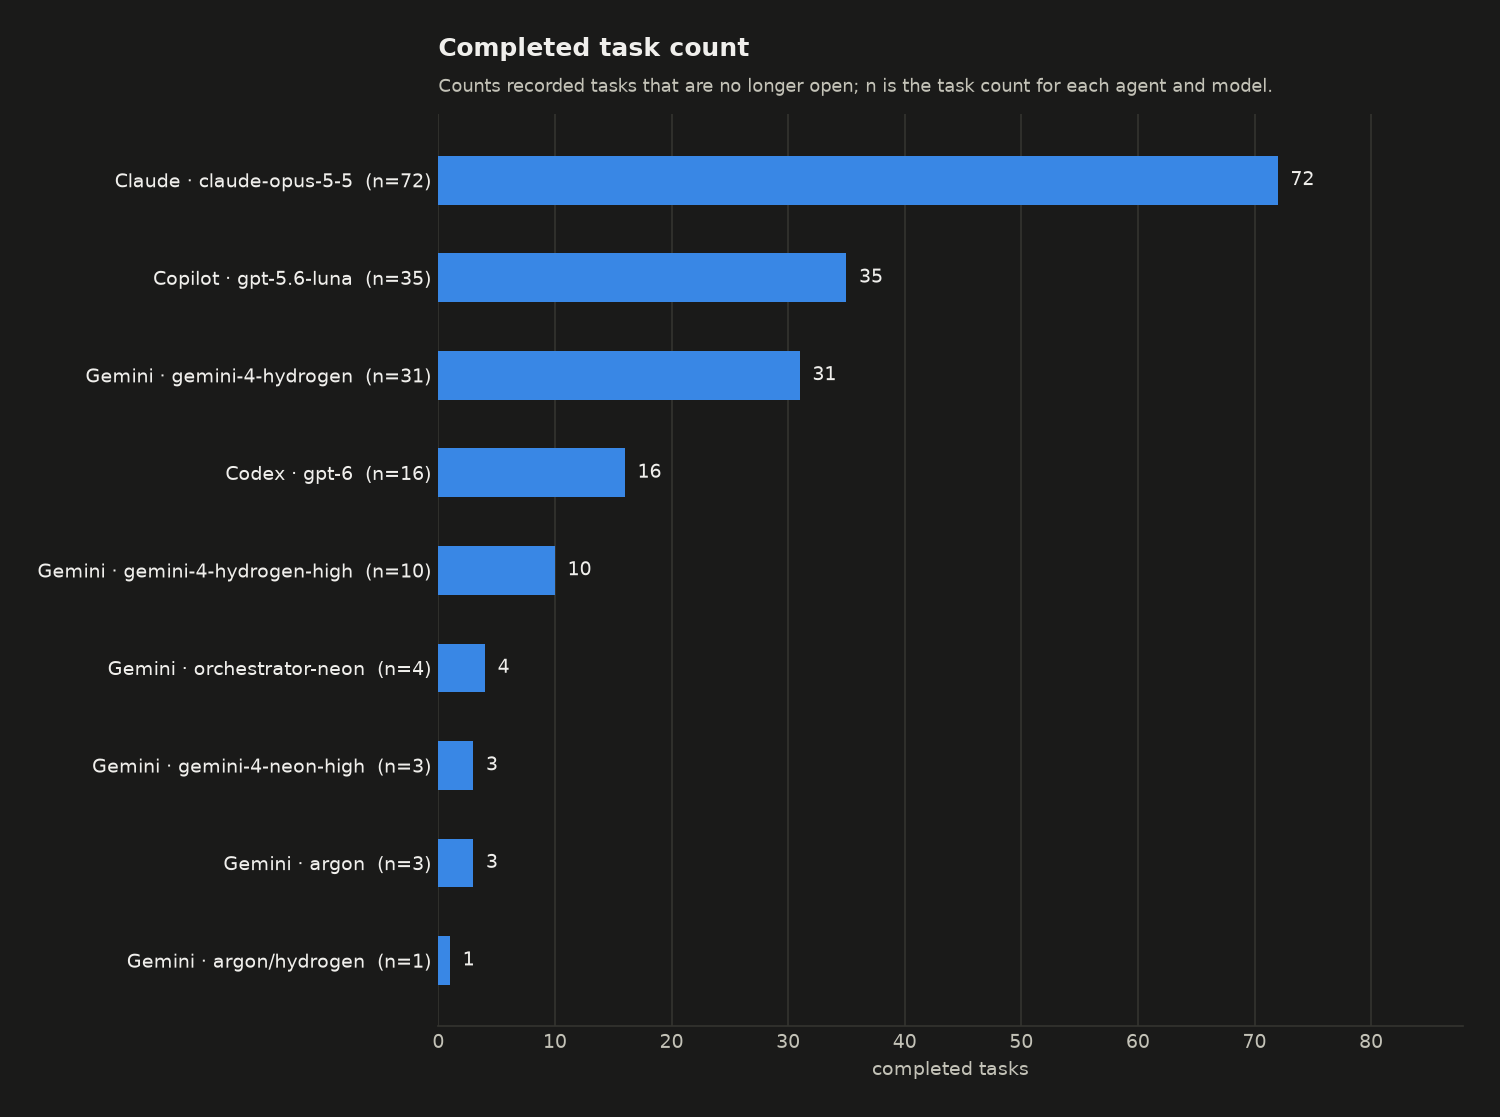 Completed task count
Counts recorded tasks that are no longer open; n is the task count for each agent and model.
Claude · claude-opus-5-5 (n=72) 72
Copilot · gpt-5.6-luna (n=35) 35
Gemini · gemini-4-hydrogen (n=31) 31
Codex · gpt-6 (n=16) 16
Gemini · gemini-4-hydrogen-high (n=10) 10
Gemini · orchestrator-neon (n=4) 4
Gemini · gemini-4-neon-high (n=3) 3
Gemini · argon (n=3) 3
Gemini · argon/hydrogen (n=1) 1
0 10 20 30 40 50 60 70 80
completed tasks